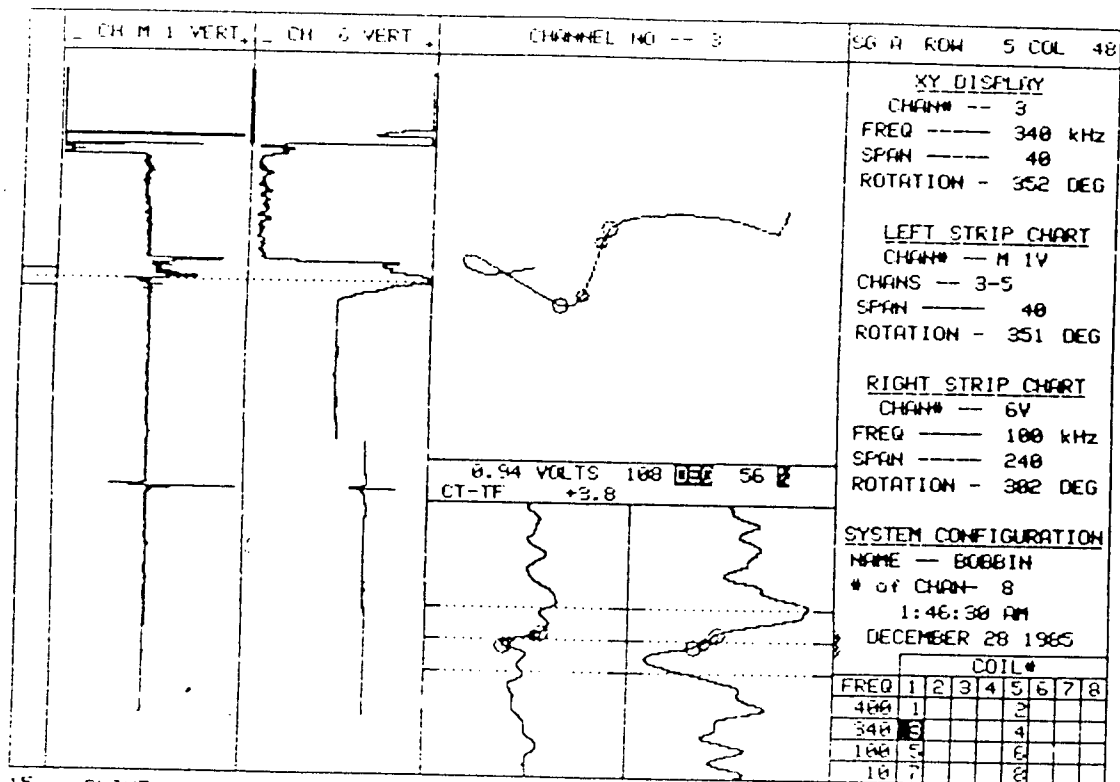 _ CH M 1 VERT + _ CH 6 VERT + CHANNEL NO -- 3 SG A ROW 5 COL 48
XY DISPLAY
CHAN# -- 3
FREQ ----- 340 kHz
SPAN ----- 40
ROTATION - 352 DEG
LEFT STRIP CHART
CHAN# -- M 1V
CHANS -- 3-5
SPAN ----- 40
ROTATION - 351 DEG
RIGHT STRIP CHART
CHAN# -- 6V
FREQ ----- 100 kHz
SPAN ----- 240
ROTATION - 302 DEG
0.94 VOLTS 108 DEG 56 %
CT-TF +3.8
SYSTEM CONFIGURATION
NAME -- BOBBIN
# of CHAN- 8
1:46:30 AM
DECEMBER 28 1985
COIL#
FREQ 1 2 3 4 5 6 7 8
400 1 2
340 3 4
100 5 6
10 7 8